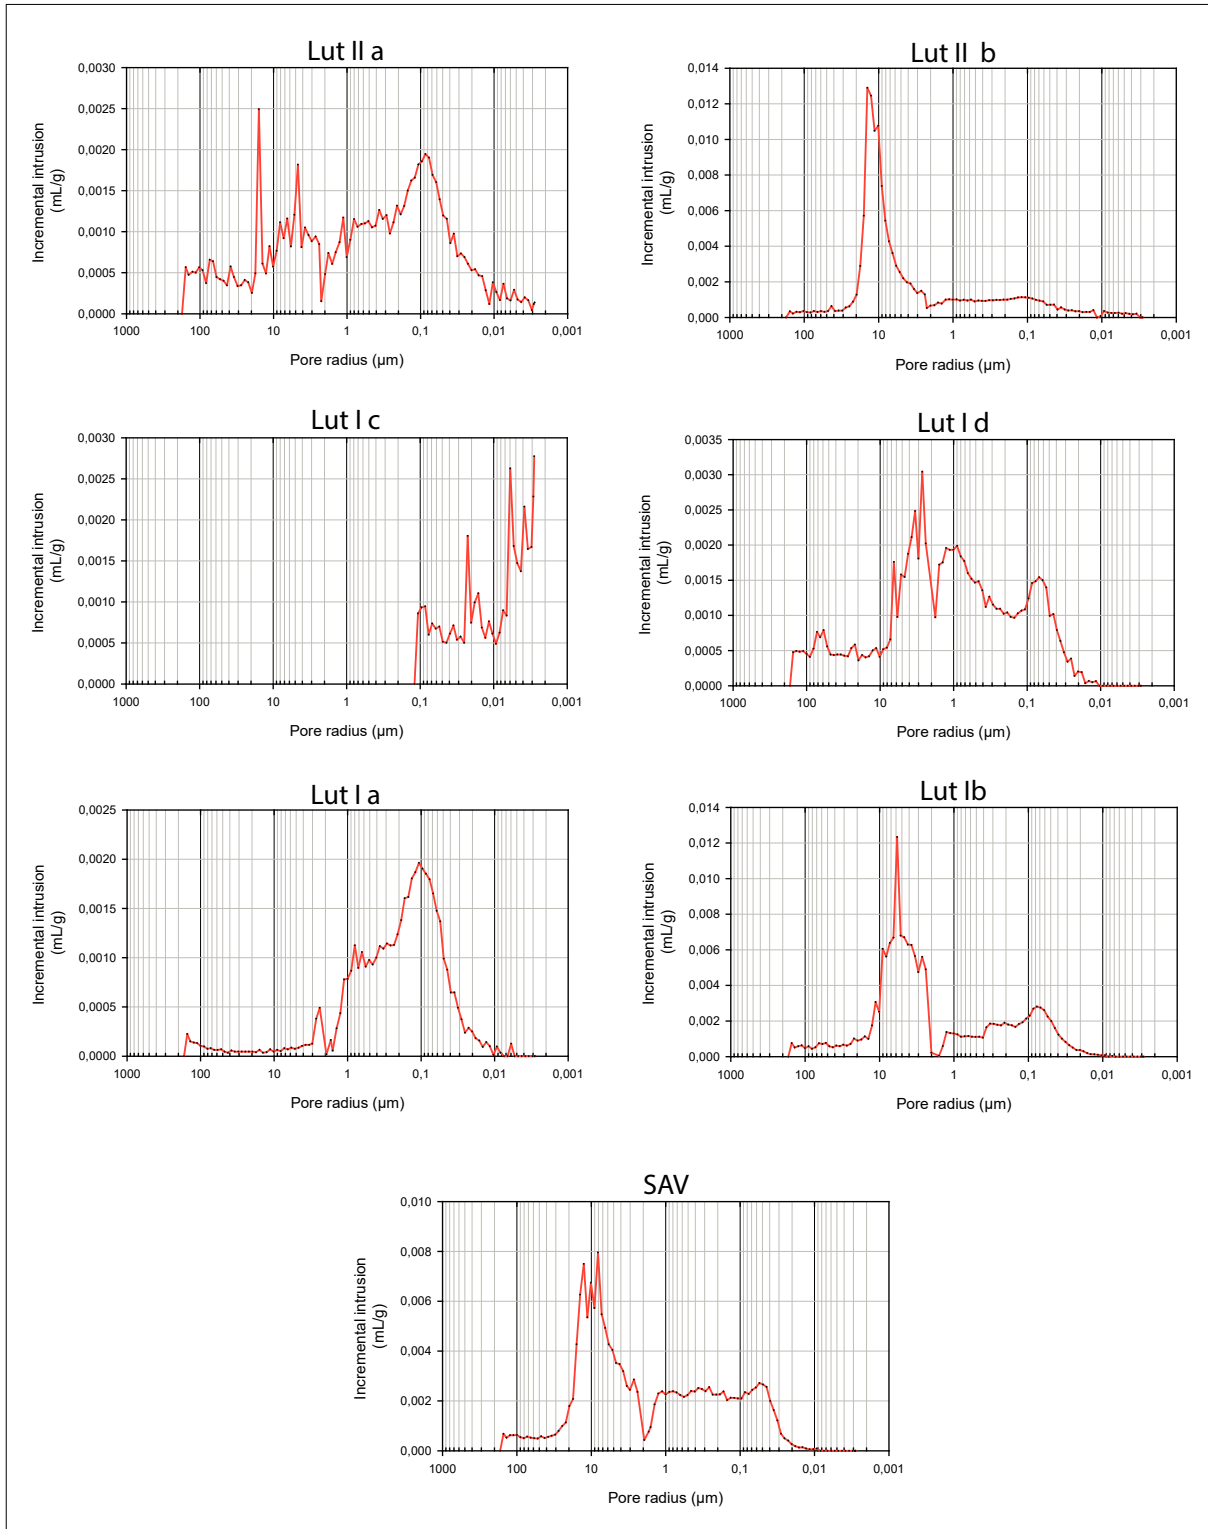 Lut II a
0,0030
0,0025
0,0020
0,0015
0,0010
0,0005
0,0000
Incremental intrusion
(mL/g)
1000 100 10 1 0,1 0,01 0,001
Pore radius (µm)
Lut II b
0,014
0,012
0,010
0,008
0,006
0,004
0,002
0,000
Incremental intrusion
(mL/g)
1000 100 10 1 0,1 0,01 0,001
Pore radius (µm)
Lut I c
0,0030
0,0025
0,0020
0,0015
0,0010
0,0005
0,0000
Incremental intrusion
(mL/g)
1000 100 10 1 0,1 0,01 0,001
Pore radius (µm)
Lut I d
0,0035
0,0030
0,0025
0,0020
0,0015
0,0010
0,0005
0,0000
Incremental intrusion
(mL/g)
1000 100 10 1 0,1 0,01 0,001
Pore radius (µm)
Lut I a
0,0025
0,0020
0,0015
0,0010
0,0005
0,0000
Incremental intrusion
(mL/g)
1000 100 10 1 0,1 0,01 0,001
Pore radius (µm)
Lut Ib
0,014
0,012
0,010
0,008
0,006
0,004
0,002
0,000
Incremental intrusion
(mL/g)
1000 100 10 1 0,1 0,01 0,001
Pore radius (µm)
SAV
0,010
0,008
0,006
0,004
0,002
0,000
Incremental intrusion
(mL/g)
1000 100 10 1 0,1 0,01 0,001
Pore radius (µm)